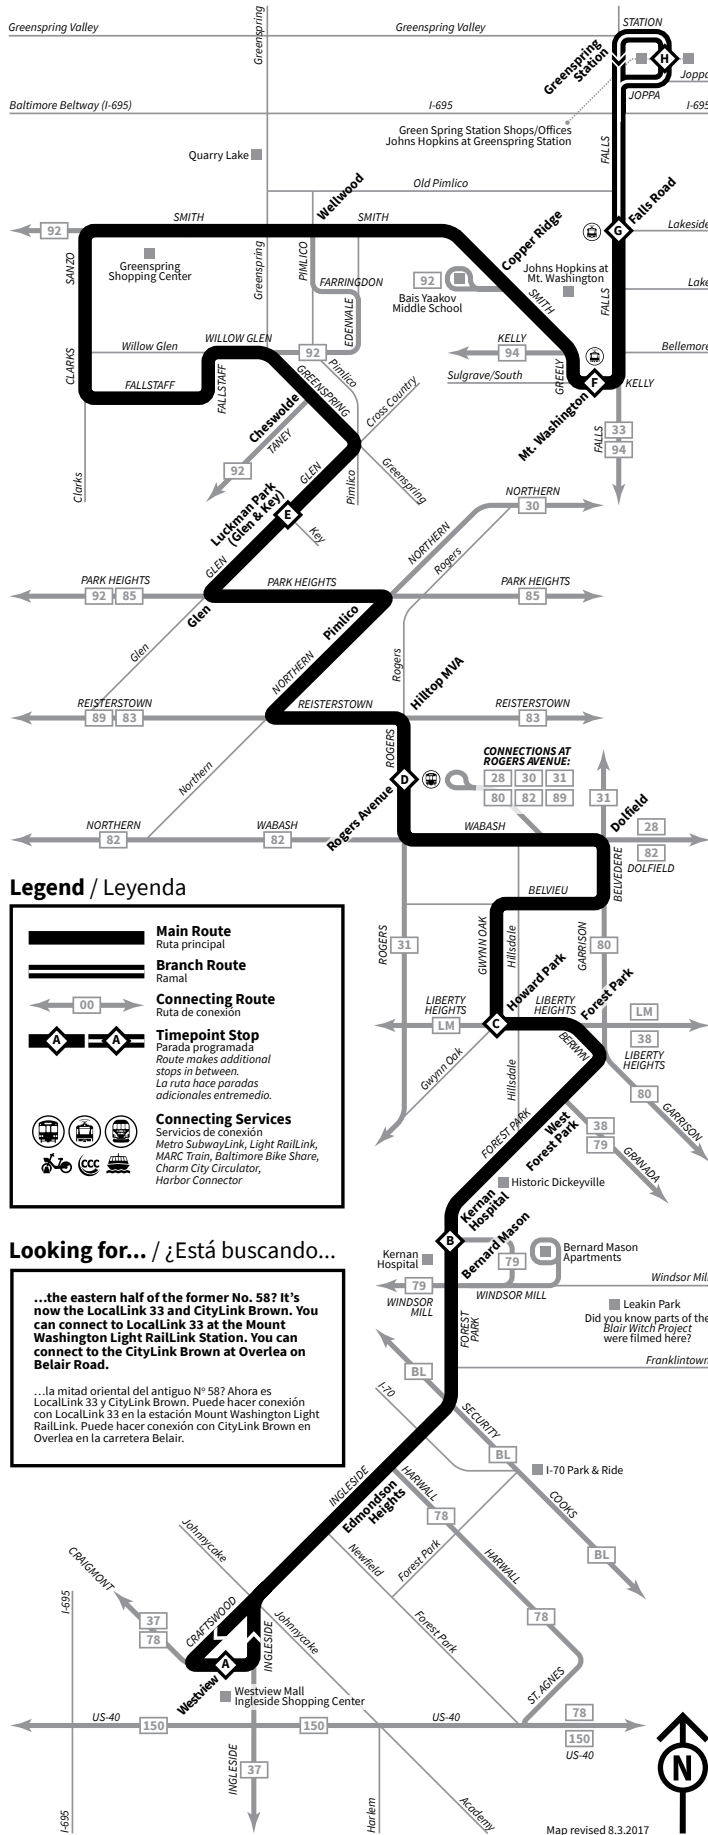 Greenspring Valley
Greenspring
Greenspring Valley
STATION
Greenspring
Station
H
Joppa
JOPPA
Baltimore Beltway (I-695)
I-695
I-695
Green Spring Station Shops/Offices
Johns Hopkins at Greenspring Station
FALLS
Quarry Lake
Old Pimlico
Wellwood
Falls Road
92
SMITH
SMITH
G
Lakeside
Copper Ridge
SANZO
Greenspring
Shopping Center
Greenspring
PIMLICO
FARRINGDON
EDENVALE
92
Bais Yaakov
Middle School
Johns Hopkins at
Mt. Washington
SMITH
FALLS
Lake
CLARKS
Willow Glen
WILLOW GLEN
92
KELLY
94
Bellemore
Pimlico
Sulgrave/South
GREELY
F
KELLY
FALLSTAFF
FALLSTAFF
GREENSPRING
Cross Country
Mt. Washington
Cheswolde
TANEY
92
FALLS
33
94
Clarks
GLEN
Pimlico
Greenspring
Luckman Park
(Glen & Key)
E
Key
NORTHERN
30
NORTHERN
Rogers
GLEN
PARK HEIGHTS
92
85
PARK HEIGHTS
PARK HEIGHTS
85
Glen
Pimlico
Glen
NORTHERN
Rogers
Hilltop MVA
REISTERSTOWN
89
83
REISTERSTOWN
REISTERSTOWN
83
Northern
ROGERS
D
Rogers Avenue
CONNECTIONS AT
ROGERS AVENUE:
28
30
31
80
82
89
31
Dolfield
NORTHERN
82
WABASH
82
WABASH
28
82
DOLFIELD
BELVEDERE
BELVIEU
ROGERS
31
GWYNN OAK
Hillsdale
GARRISON
80
Howard Park
Forest Park
LIBERTY
HEIGHTS
LM
C
LIBERTY
HEIGHTS
LM
38
LIBERTY
HEIGHTS
BERWYN
Gwynn Oak
Hillsdale
80
GARRISON
FOREST PARK
West
Forest Park
38
79
GRANADA
Historic Dickeyville
Kernan
Hospital
B
Bernard Mason
Kernan
Hospital
79
Bernard Mason
Apartments
79
WINDSOR
MILL
WINDSOR MILL
Windsor Mill
FOREST
PARK
Leakin Park
Did you know parts of the
Blair Witch Project
were filmed here?
Franklintown
BL
I-70
SECURITY
BL
I-70 Park & Ride
COOKS
BL
INGLESIDE
Edmondson
Heights
HARWALL
78
Newfield
Forest Park
HARWALL
78
Forest Park
ST. AGNES
Johnnycake
CRAIGMONT
I-695
37
78
CRAFTSWOOD
INGLESIDE
Johnnycake
A
Westview
Westview Mall
Ingleside Shopping Center
US-40
150
150
US-40
78
150
US-40
INGLESIDE
37
I-695
Harlem
Academy
N
Map revised 8.3.2017
Legend / Leyenda
Main Route
Ruta principal
Branch Route
Ramal
00
Connecting Route
Ruta de conexión
A
A
Timepoint Stop
Parada programada
Route makes additional
stops in between.
La ruta hace paradas
adicionales entremedio.
CCC
Connecting Services
Servicios de conexión
Metro SubwayLink, Light RailLink,
MARC Train, Baltimore Bike Share,
Charm City Circulator,
Harbor Connector
Looking for... / ¿Está buscando...
...the eastern half of the former No. 58? It's
now the LocalLink 33 and CityLink Brown. You
can connect to LocalLink 33 at the Mount
Washington Light RailLink Station. You can
connect to the CityLink Brown at Overlea on
Belair Road.
...la mitad oriental del antiguo Nº 58? Ahora es
LocalLink 33 y CityLink Brown. Puede hacer conexión
con LocalLink 33 en la estación Mount Washington Light
RailLink. Puede hacer conexión con CityLink Brown en
Overlea en la carretera Belair.